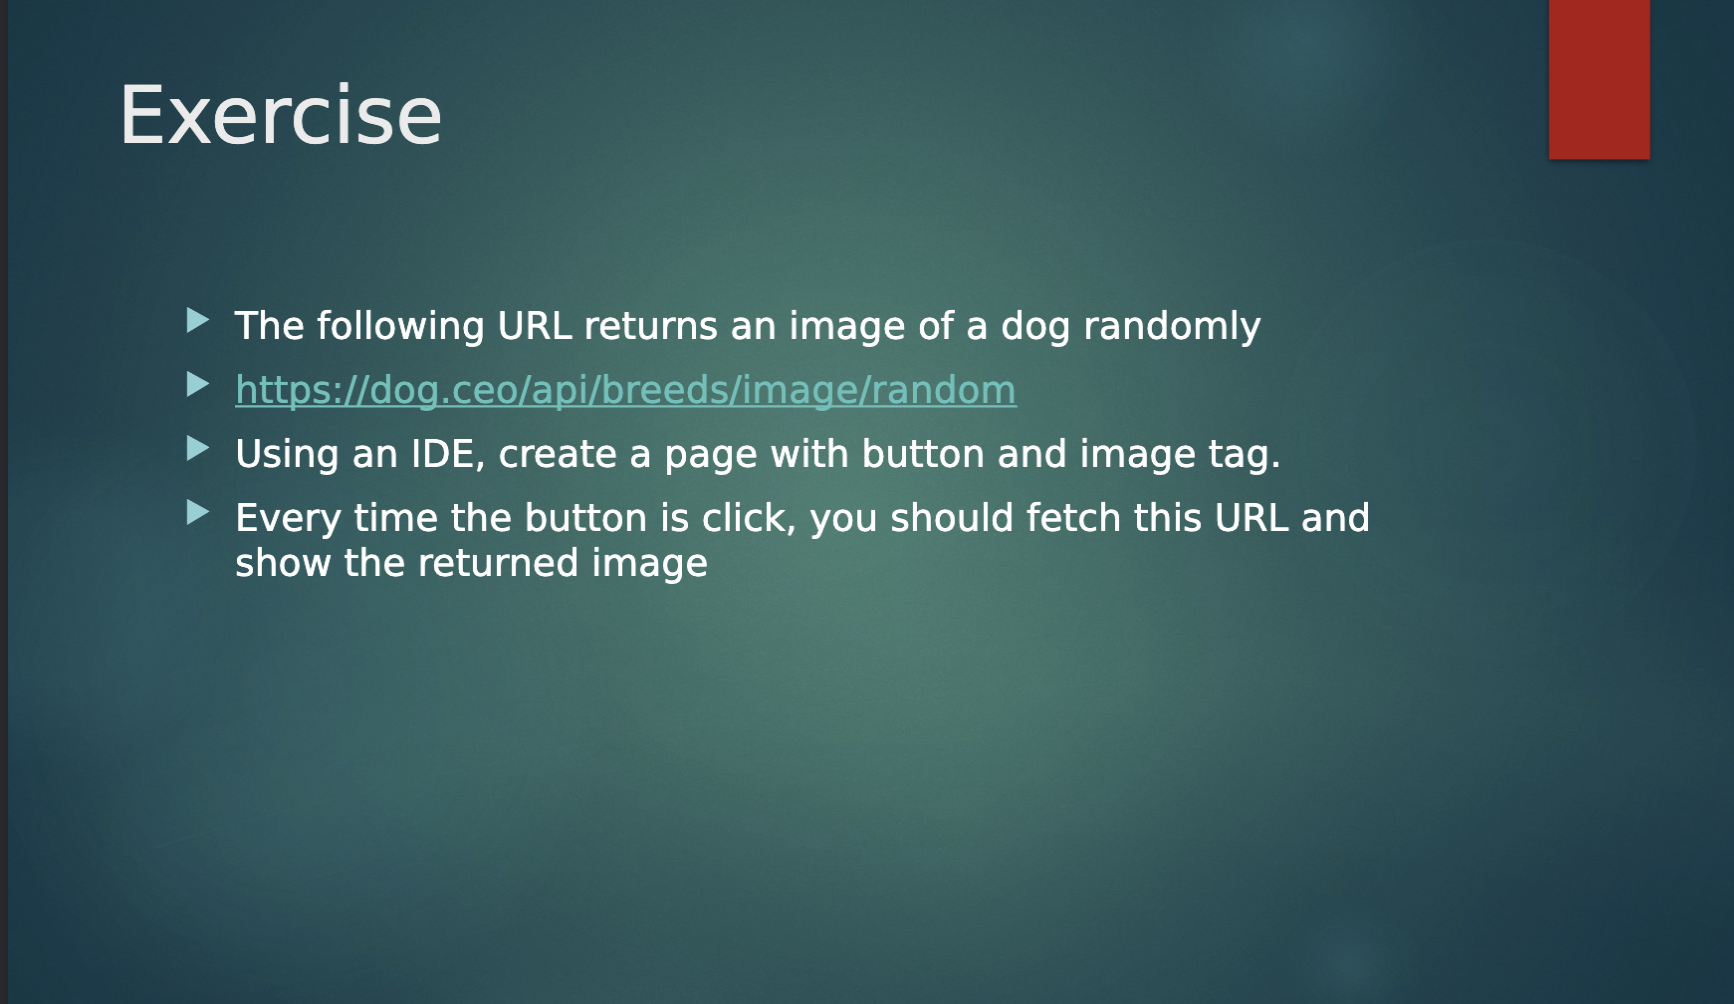 Exercise
The following URL returns an image of a dog randomly
https://dog.ceo/api/breeds/image/random
Using an IDE, create a page with button and image tag.
Every time the button is click, you should fetch this URL and
show the returned image